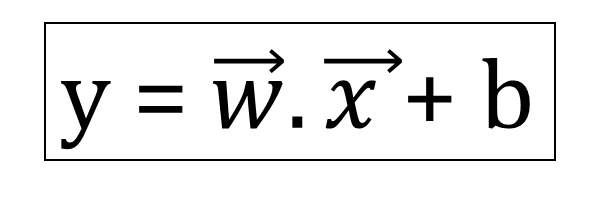 y = w⃗ . x⃗ + b